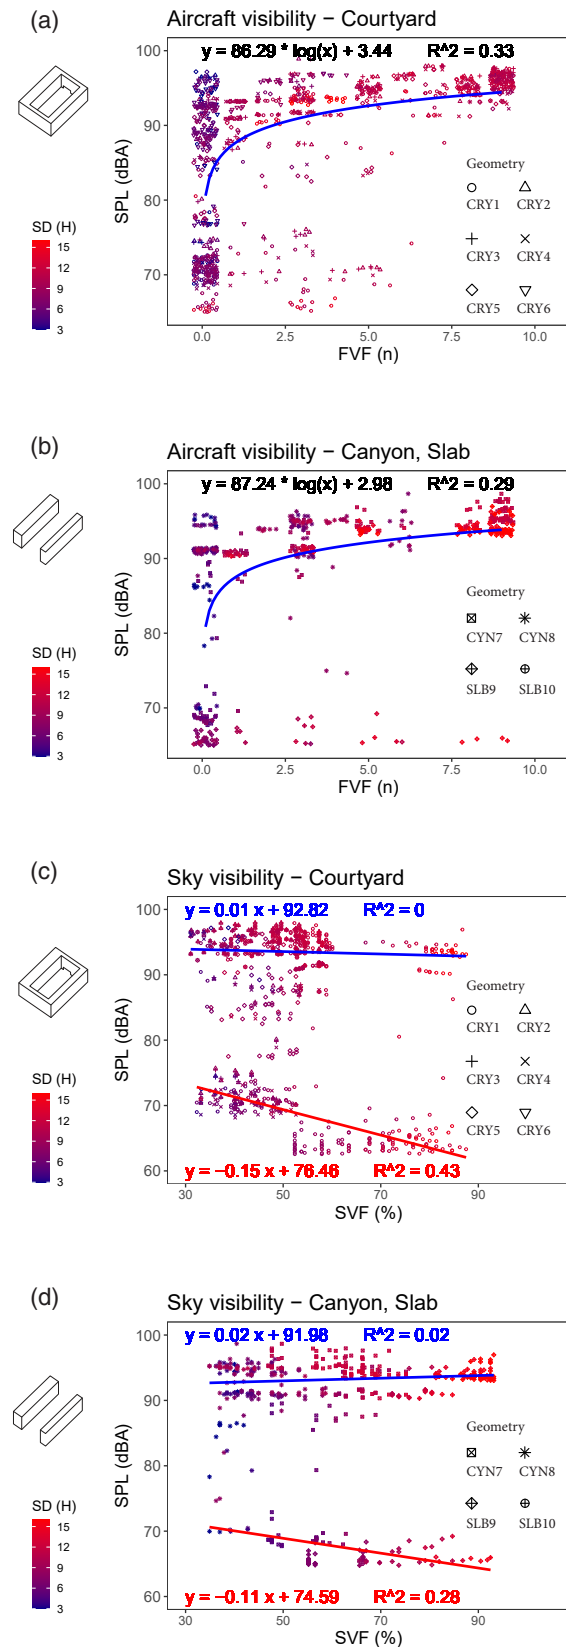 (a)
Aircraft visibility − Courtyard
y = 86.29 * log(x) + 3.44 R^2 = 0.33
100
90
80
70
SPL (dBA)
0.0 2.5 5.0 7.5 10.0
FVF (n)
SD (H)
15
12
9
6
3
Geometry
CRY1 CRY2
CRY3 CRY4
CRY5 CRY6
(b)
Aircraft visibility − Canyon, Slab
y = 87.24 * log(x) + 2.98 R^2 = 0.29
100
90
80
70
SPL (dBA)
0.0 2.5 5.0 7.5 10.0
FVF (n)
SD (H)
15
12
9
6
3
Geometry
CYN7 CYN8
SLB9 SLB10
(c)
Sky visibility − Courtyard
y = 0.01 x + 92.82 R^2 = 0
100
90
80
70
60
SPL (dBA)
y = −0.15 x + 76.46 R^2 = 0.43
30 50 70 90
SVF (%)
SD (H)
15
12
9
6
3
Geometry
CRY1 CRY2
CRY3 CRY4
CRY5 CRY6
(d)
Sky visibility − Canyon, Slab
y = 0.02 x + 91.98 R^2 = 0.02
100
90
80
70
60
SPL (dBA)
y = −0.11 x + 74.59 R^2 = 0.28
30 50 70 90
SVF (%)
SD (H)
15
12
9
6
3
Geometry
CYN7 CYN8
SLB9 SLB10